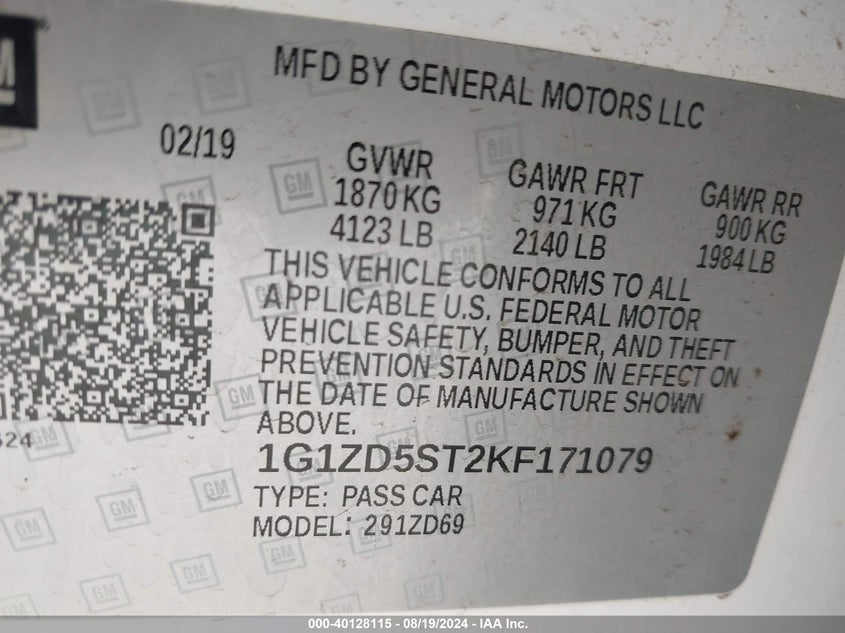 MFD BY GENERAL MOTORS LLC
02/19
GVWR
1870 KG
4123 LB
GAWR FRT
971 KG
2140 LB
GAWR RR
900 KG
1984 LB
THIS VEHICLE CONFORMS TO ALL
APPLICABLE U.S. FEDERAL MOTOR
VEHICLE SAFETY, BUMPER, AND THEFT
PREVENTION STANDARDS IN EFFECT ON
THE DATE OF MANUFACTURE SHOWN
ABOVE.
1G1ZD5ST2KF171079
TYPE: PASS CAR
MODEL: 291ZD69
GM
000-40128115 - 08/19/2024 - IAA Inc.